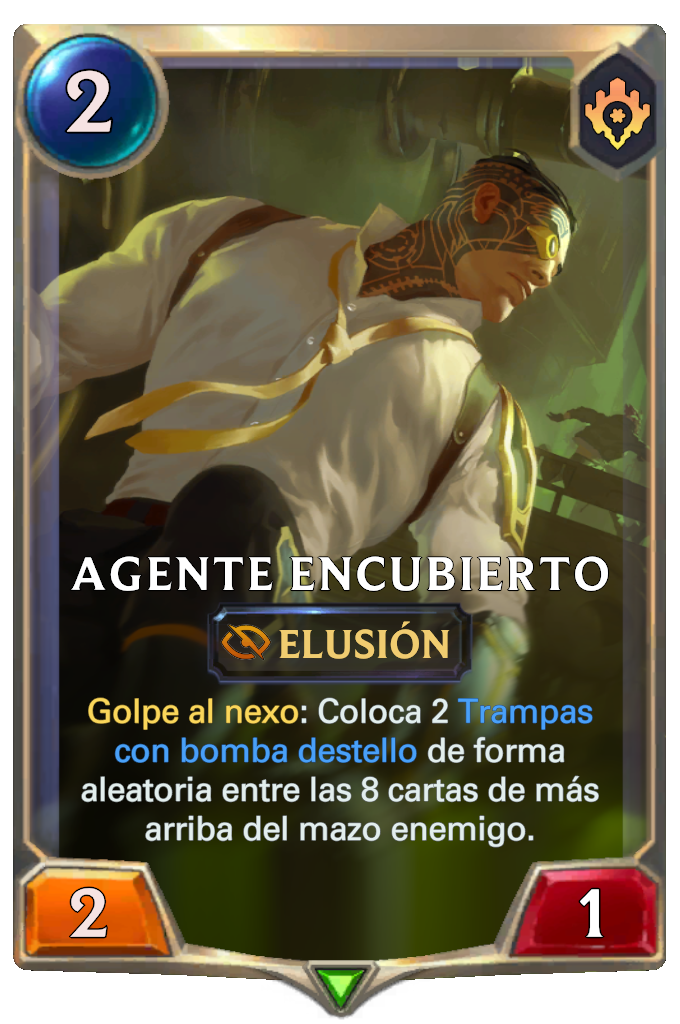 2
AGENTE ENCUBIERTO
ELUSIÓN
Golpe al nexo: Coloca 2 Trampas
con bomba destello de forma
aleatoria entre las 8 cartas de más
arriba del mazo enemigo.
2
1